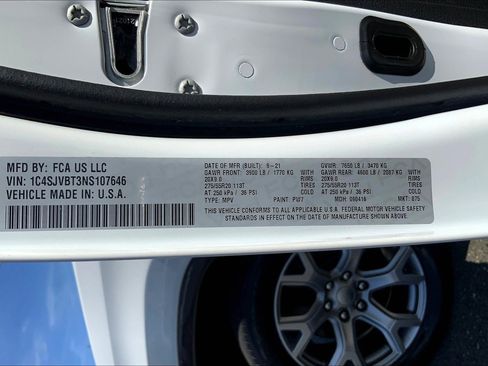 MFD BY: FCA US LLC
VIN: 1C4SJVBT3NS107646
VEHICLE MADE IN: U.S.A.
DATE OF MFR (BUILT): 9-21 GVWR: 7650 LB / 3470 KG
GAWR FRONT: 3900 LB / 1770 KG GAWR REAR: 4600 LB / 2087 KG
20X9.0 RIMS 20X9.0 RIMS
275/55R20 113T TIRES 275/55R20 113T TIRES
AT 250 kPa / 36 PSI COLD AT 250 kPa / 36 PSI COLD
TYPE: MPV PAINT: PW7 MDH: 090416 MKT: 875
THIS VEHICLE CONFORMS TO ALL APPLICABLE U.S.A. FEDERAL MOTOR VEHICLE SAFETY
STANDARDS IN EFFECT ON THE DATE OF MANUFACTURE SHOWN ABOVE.